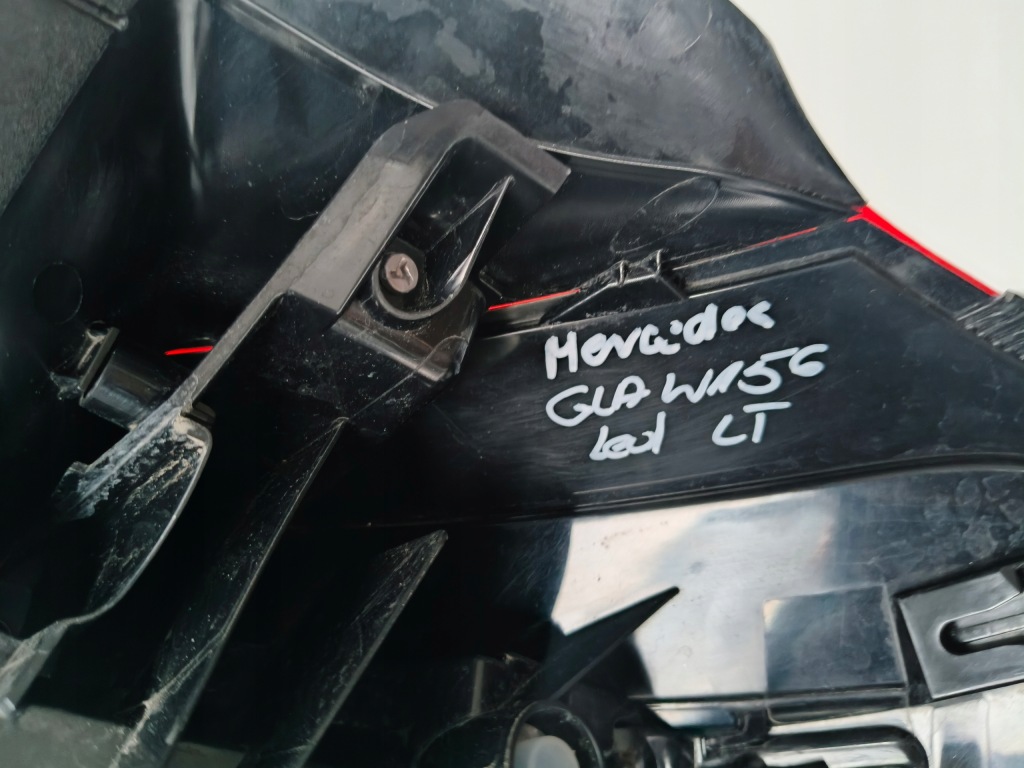 Mercedes
GLA W156
Led LT